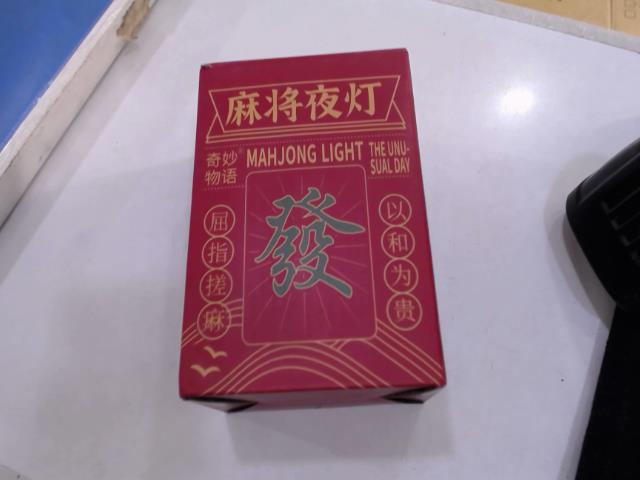 麻将夜灯
奇妙
物语
MAHJONG LIGHT
THE UNU-
SUAL DAY
發
屈指搓麻
以和为贵